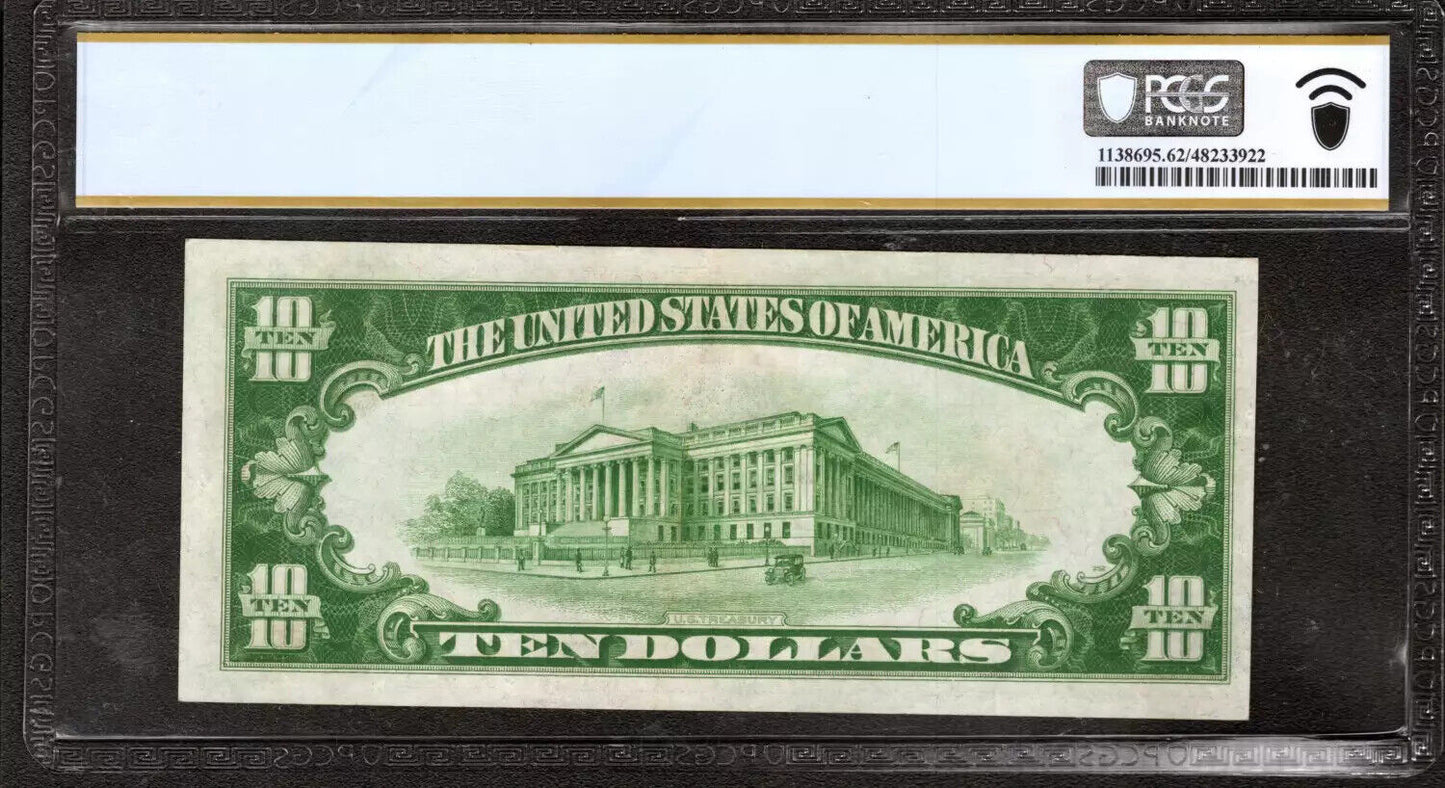 PCGS
BANKNOTE
1138695.62/48233922
THE UNITED STATES OF AMERICA
10
TEN
10
10
TEN
10
10
TEN
10
10
TEN
10
U.S. TREASURY
TEN DOLLARS